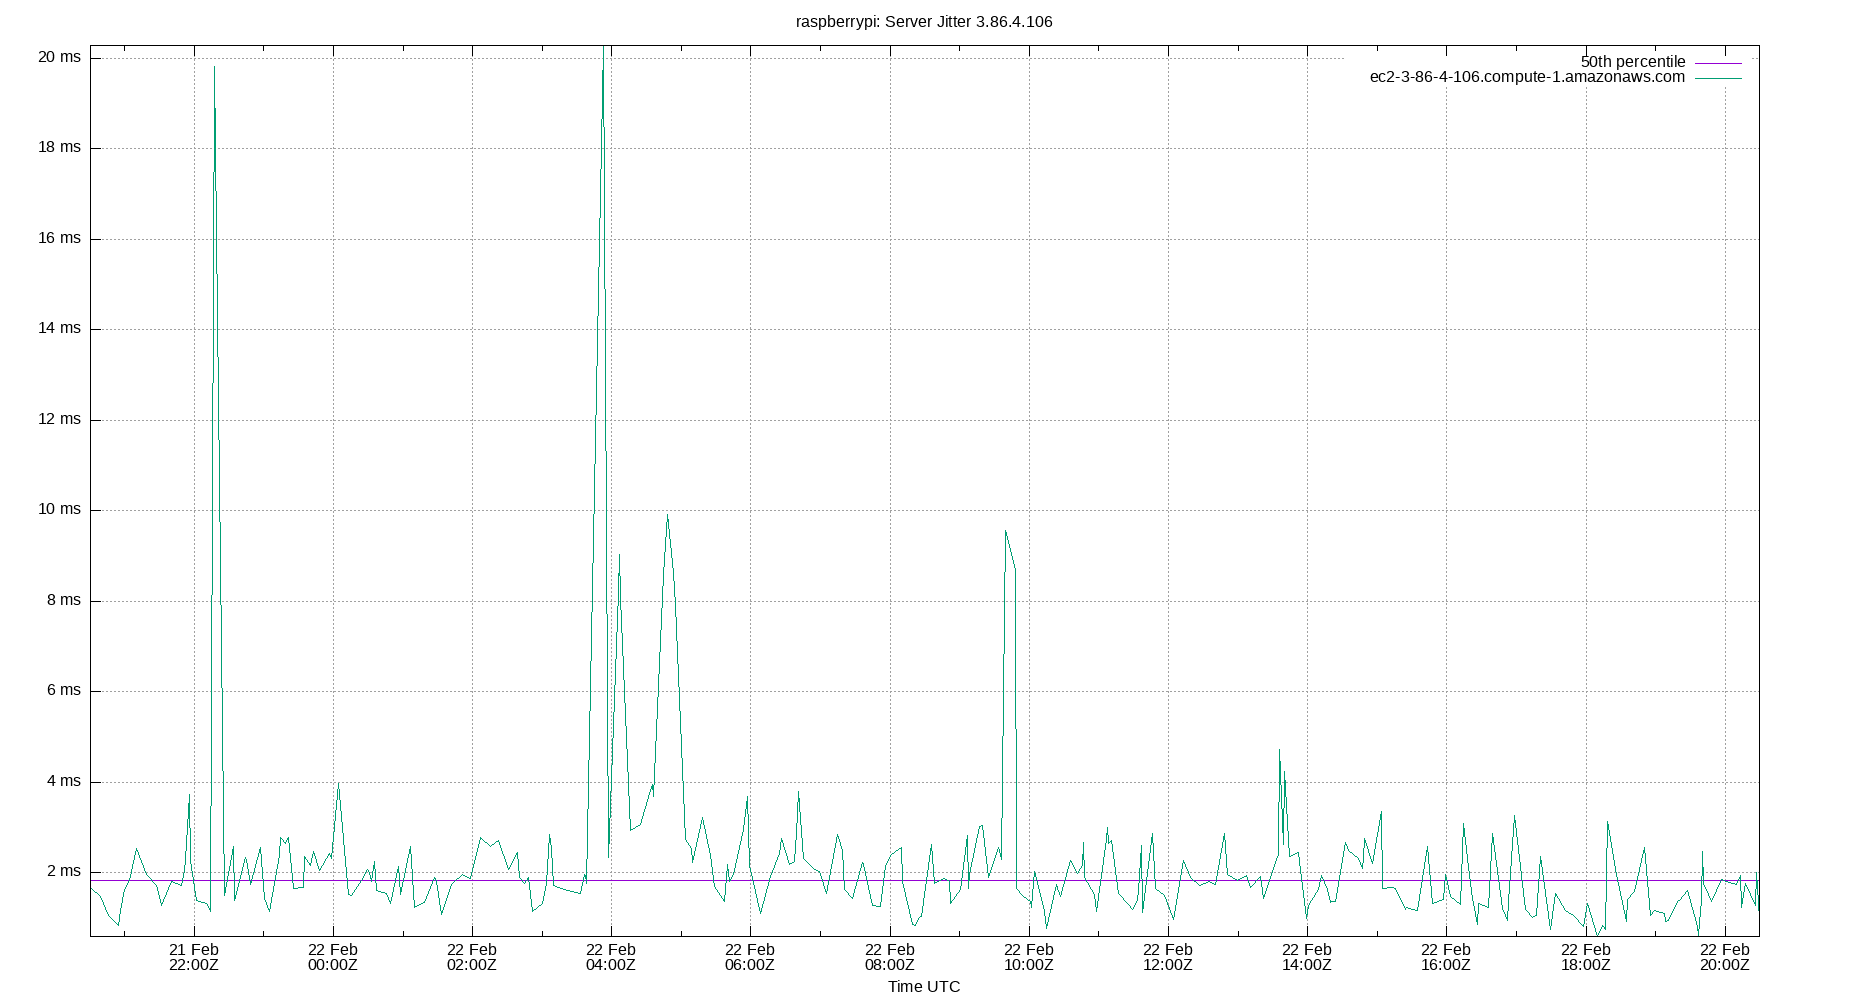 raspberrypi: Server Jitter 3.86.4.106
20 ms
18 ms
16 ms
14 ms
12 ms
10 ms
8 ms
6 ms
4 ms
2 ms
50th percentile
ec2-3-86-4-106.compute-1.amazonaws.com
21 Feb 22 Feb 22 Feb 22 Feb 22 Feb 22 Feb 22 Feb 22 Feb 22 Feb 22 Feb 22 Feb 22 Feb
22:00Z 00:00Z 02:00Z 04:00Z 06:00Z 08:00Z 10:00Z 12:00Z 14:00Z 16:00Z 18:00Z 20:00Z
Time UTC